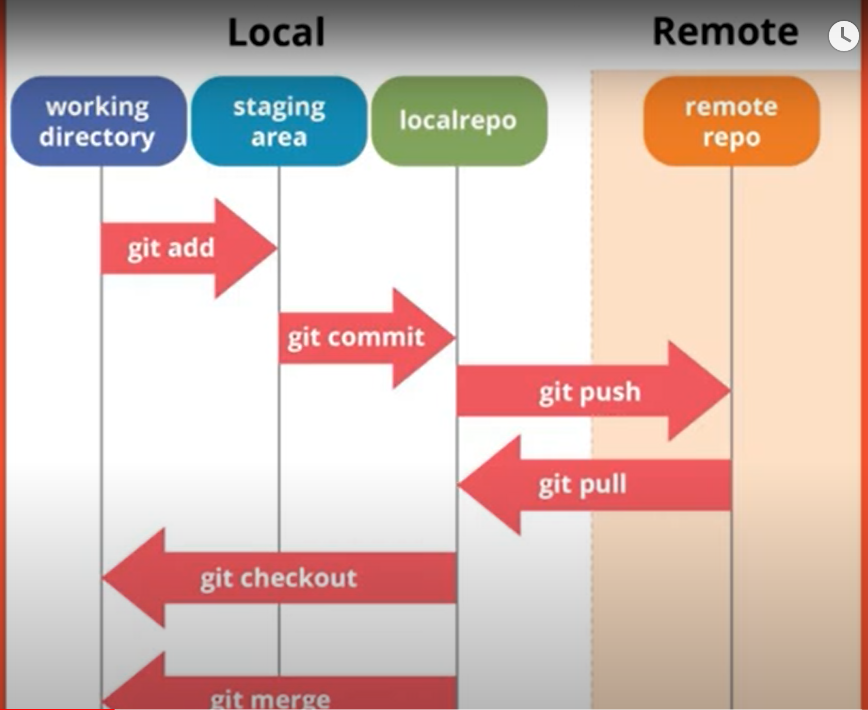 Local
Remote
working
directory
staging
area
localrepo
remote
repo
git add
git commit
git push
git pull
git checkout
git merge